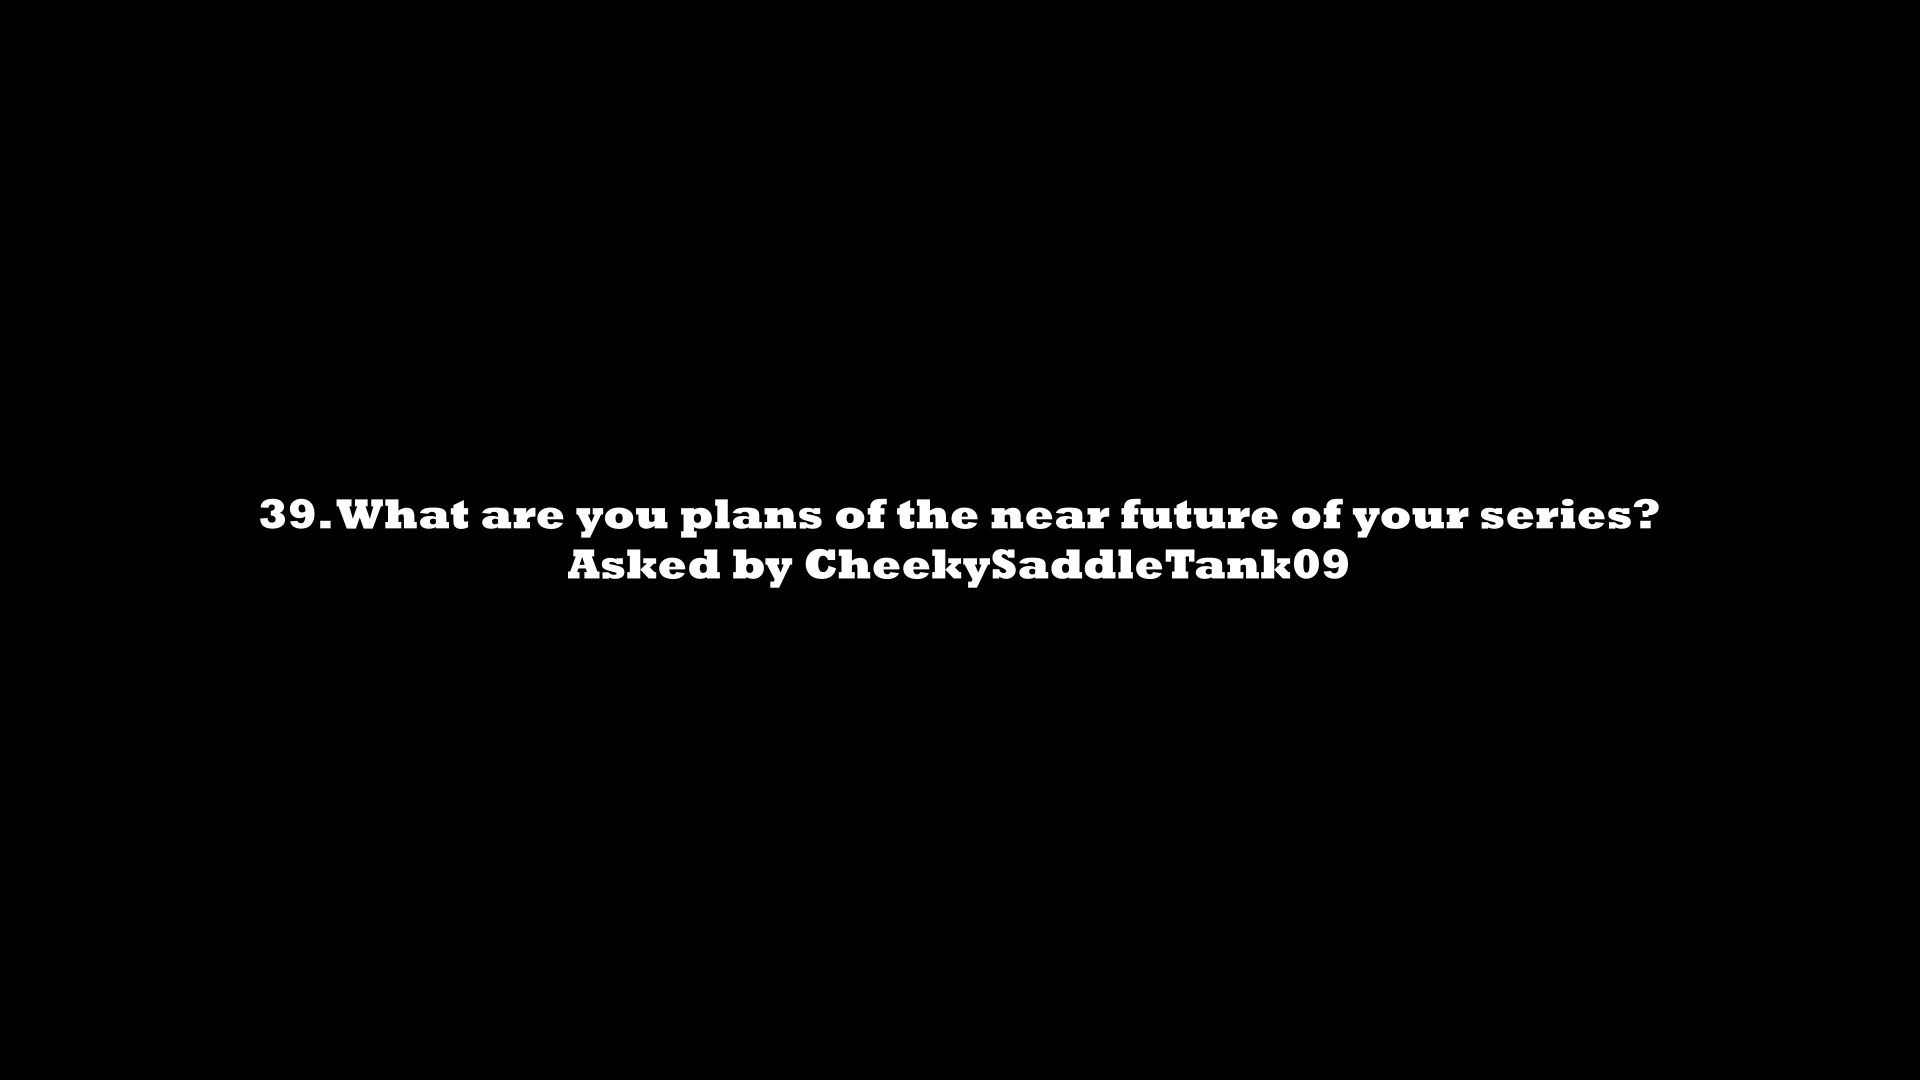 39.What are you plans of the near future of your series?
Asked by CheekySaddleTank09